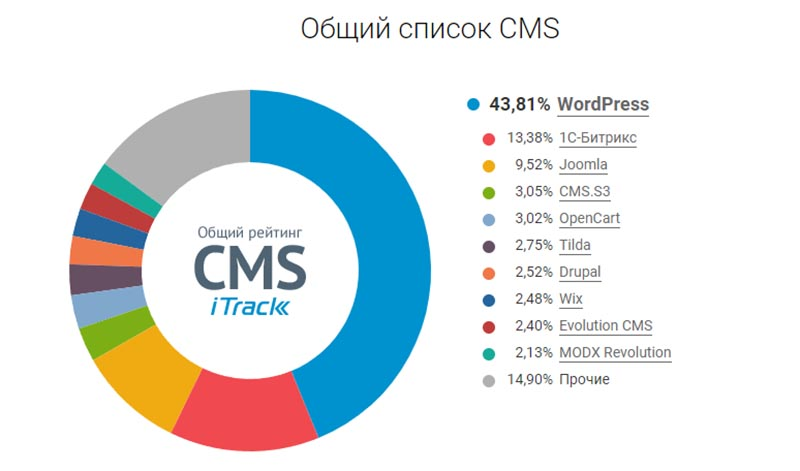 Общий список CMS
Общий рейтинг
CMS
iTrack
43,81% WordPress
13,38% 1С-Битрикс
9,52% Joomla
3,05% CMS.S3
3,02% OpenCart
2,75% Tilda
2,52% Drupal
2,48% Wix
2,40% Evolution CMS
2,13% MODX Revolution
14,90% Прочие